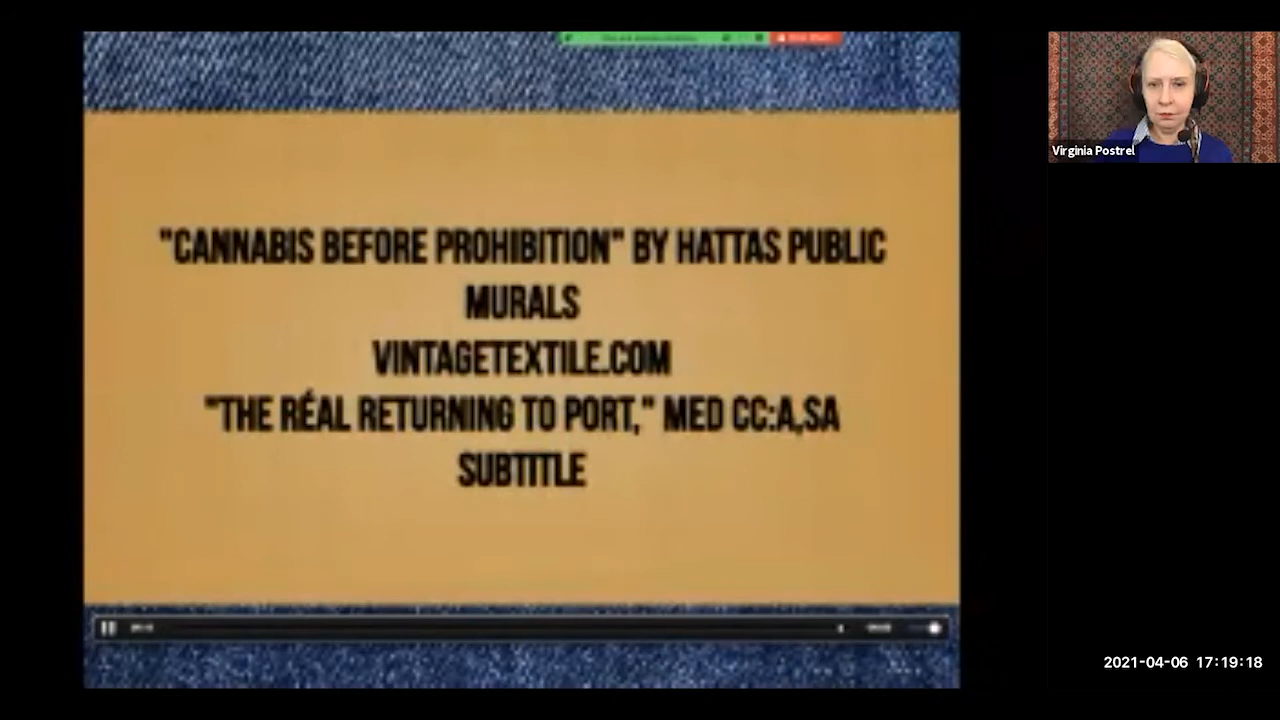 "CANNABIS BEFORE PROHIBITION" BY HATTAS PUBLIC
MURALS
VINTAGETEXTILE.COM
"THE RÉAL RETURNING TO PORT," MED CC:A,SA
SUBTITLE
Virginia Postrel
2021-04-06 17:19:18